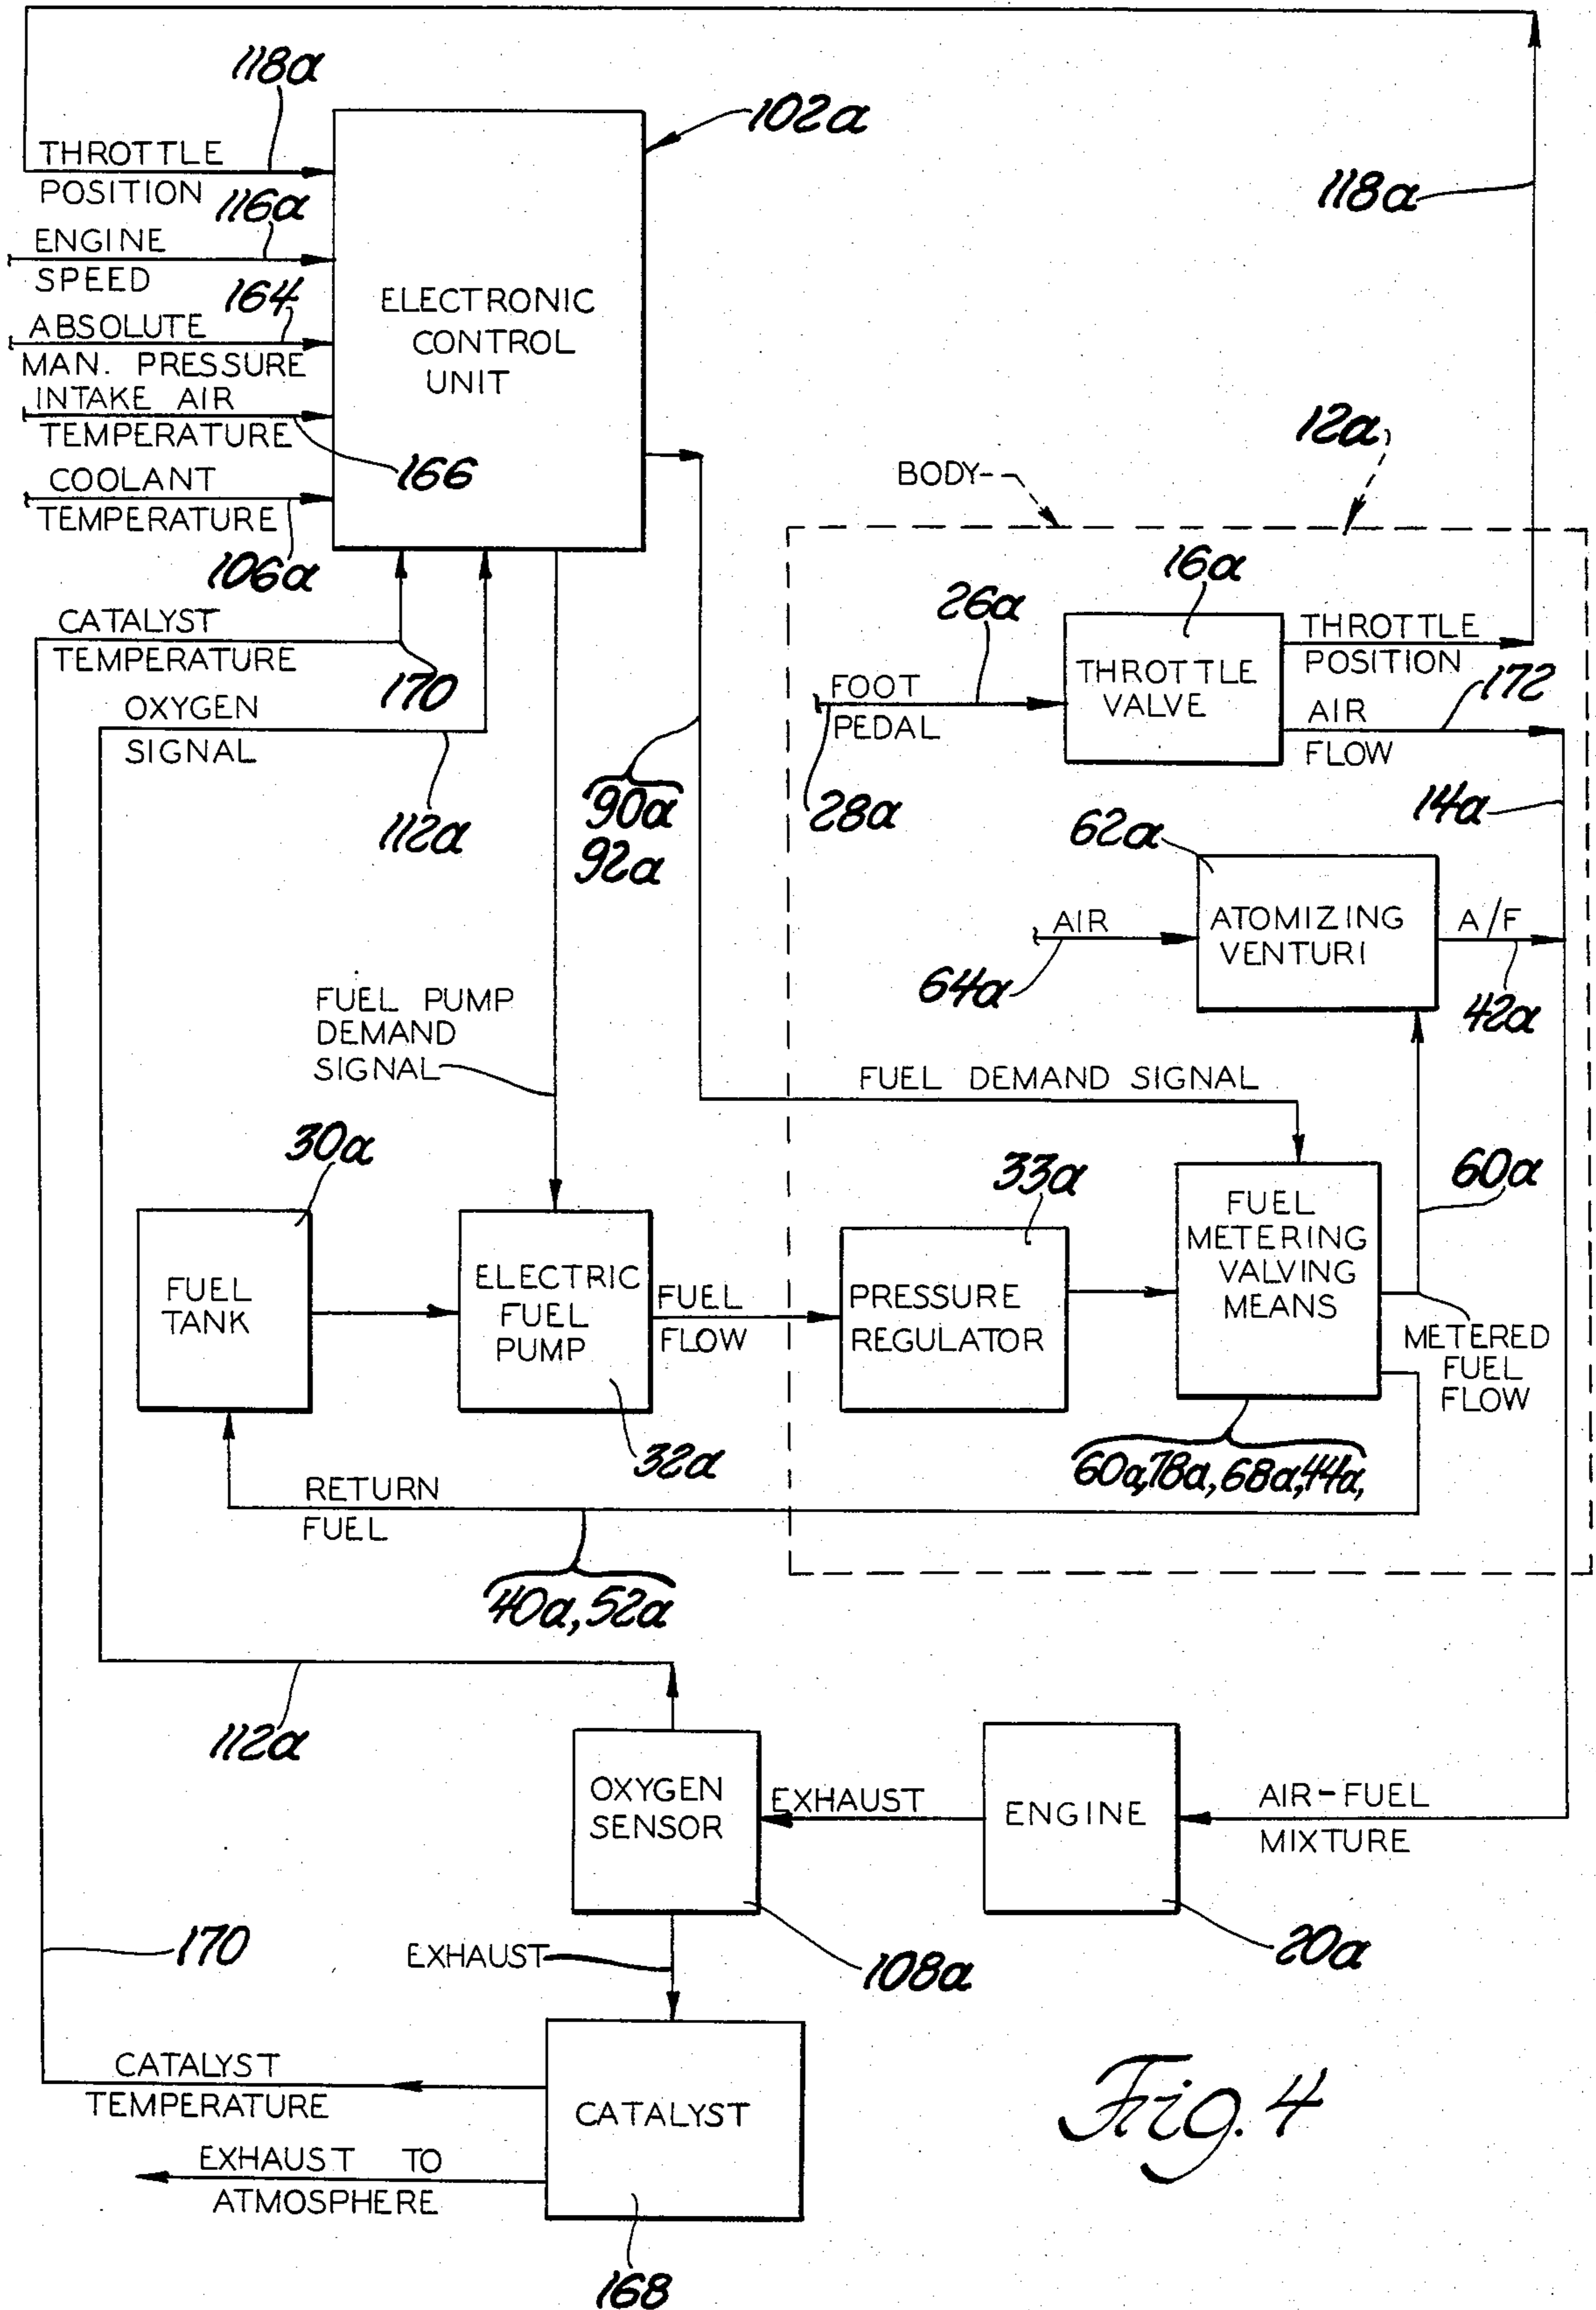 118a
102a
THROTTLE
POSITION
116a
118a
ENGINE
SPEED
164
ABSOLUTE
MAN. PRESSURE
INTAKE AIR
TEMPERATURE
166
COOLANT
TEMPERATURE
106a
ELECTRONIC
CONTROL
UNIT
12a
BODY
CATALYST
TEMPERATURE
170
OXYGEN
SIGNAL
112a
90a
92a
16a
26a
FOOT
PEDAL
28a
THROTTLE
VALVE
THROTTLE
POSITION
172
AIR
FLOW
14a
62a
AIR
64a
ATOMIZING
VENTURI
A/F
42a
FUEL PUMP
DEMAND
SIGNAL
FUEL DEMAND SIGNAL
30a
33a
60a
FUEL
TANK
ELECTRIC
FUEL
PUMP
32a
FUEL
FLOW
PRESSURE
REGULATOR
FUEL
METERING
VALVING
MEANS
METERED
FUEL
FLOW
60a,78a,68a,44a,
RETURN
FUEL
40a,52a
112a
OXYGEN
SENSOR
EXHAUST
ENGINE
AIR-FUEL
MIXTURE
170
EXHAUST
108a
20a
CATALYST
TEMPERATURE
CATALYST
EXHAUST TO
ATMOSPHERE
168
Fig. 4